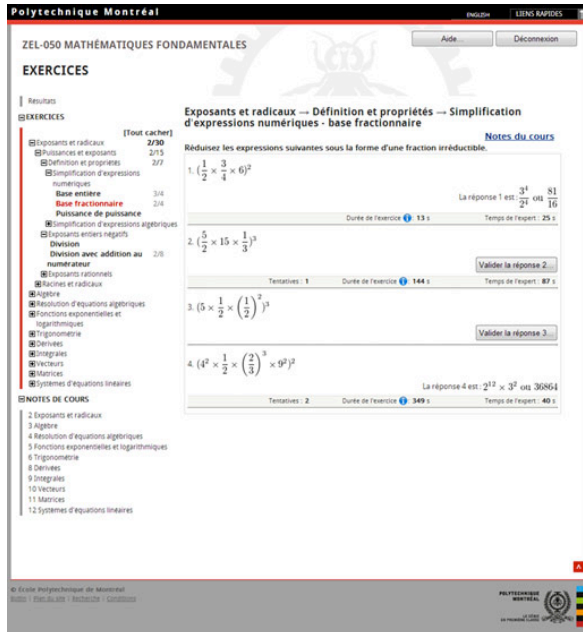 Polytechnique Montréal
ENGLISH LIENS RAPIDES
ZEL-050 MATHÉMATIQUES FONDAMENTALES
Aide... Déconnexion
EXERCICES
Résultats
EXERCICES
[Tout cacher]
Exposants et radicaux 2/30
Puissances et exposants 2/15
Définition et propriétés 2/7
Simplification d'expressions
numériques
Base entière 3/4
Base fractionnaire 2/4
Puissance de puissance
Simplification d'expressions algébriques
Exposants entiers négatifs
Division
Division avec addition au 2/8
numérateur
Exposants rationnels
Racines et radicaux
Algèbre
Résolution d'équations algébriques
Fonctions exponentielles et
logarithmiques
Trigonométrie
Dérivées
Intégrales
Vecteurs
Matrices
Systèmes d'équations linéaires
NOTES DE COURS
2 Exposants et radicaux
3 Algèbre
4 Résolution d'équations algébriques
5 Fonctions exponentielles et logarithmiques
6 Trigonométrie
8 Dérivées
9 Intégrales
10 Vecteurs
11 Matrices
12 Systèmes d'équations linéaires
Exposants et radicaux → Définition et propriétés → Simplification
d'expressions numériques - base fractionnaire
Notes du cours
Réduisez les expressions suivantes sous la forme d'une fraction irréductible.
1. (1/2 × 3/4 × 6)²
La réponse 1 est : 3⁴/2⁴ ou 81/16
Durée de l'exercice : 13 s Temps de l'expert : 25 s
2. (5/2 × 15 × 1/3)³
Valider la réponse 2...
Tentatives : 1 Durée de l'exercice : 144 s Temps de l'expert : 87 s
3. (5 × 1/2 × (1/2)²)³
Valider la réponse 3...
4. (4² × 1/2 × (2/3)³ × 9²)²
La réponse 4 est : 2¹² × 3² ou 36864
Tentatives : 2 Durée de l'exercice : 349 s Temps de l'expert : 40 s
© École Polytechnique de Montréal
Bottin | Plan du site | Recherche | Conditions
POLYTECHNIQUE
MONTRÉAL
LE GÉNIE
EN PREMIÈRE CLASSE